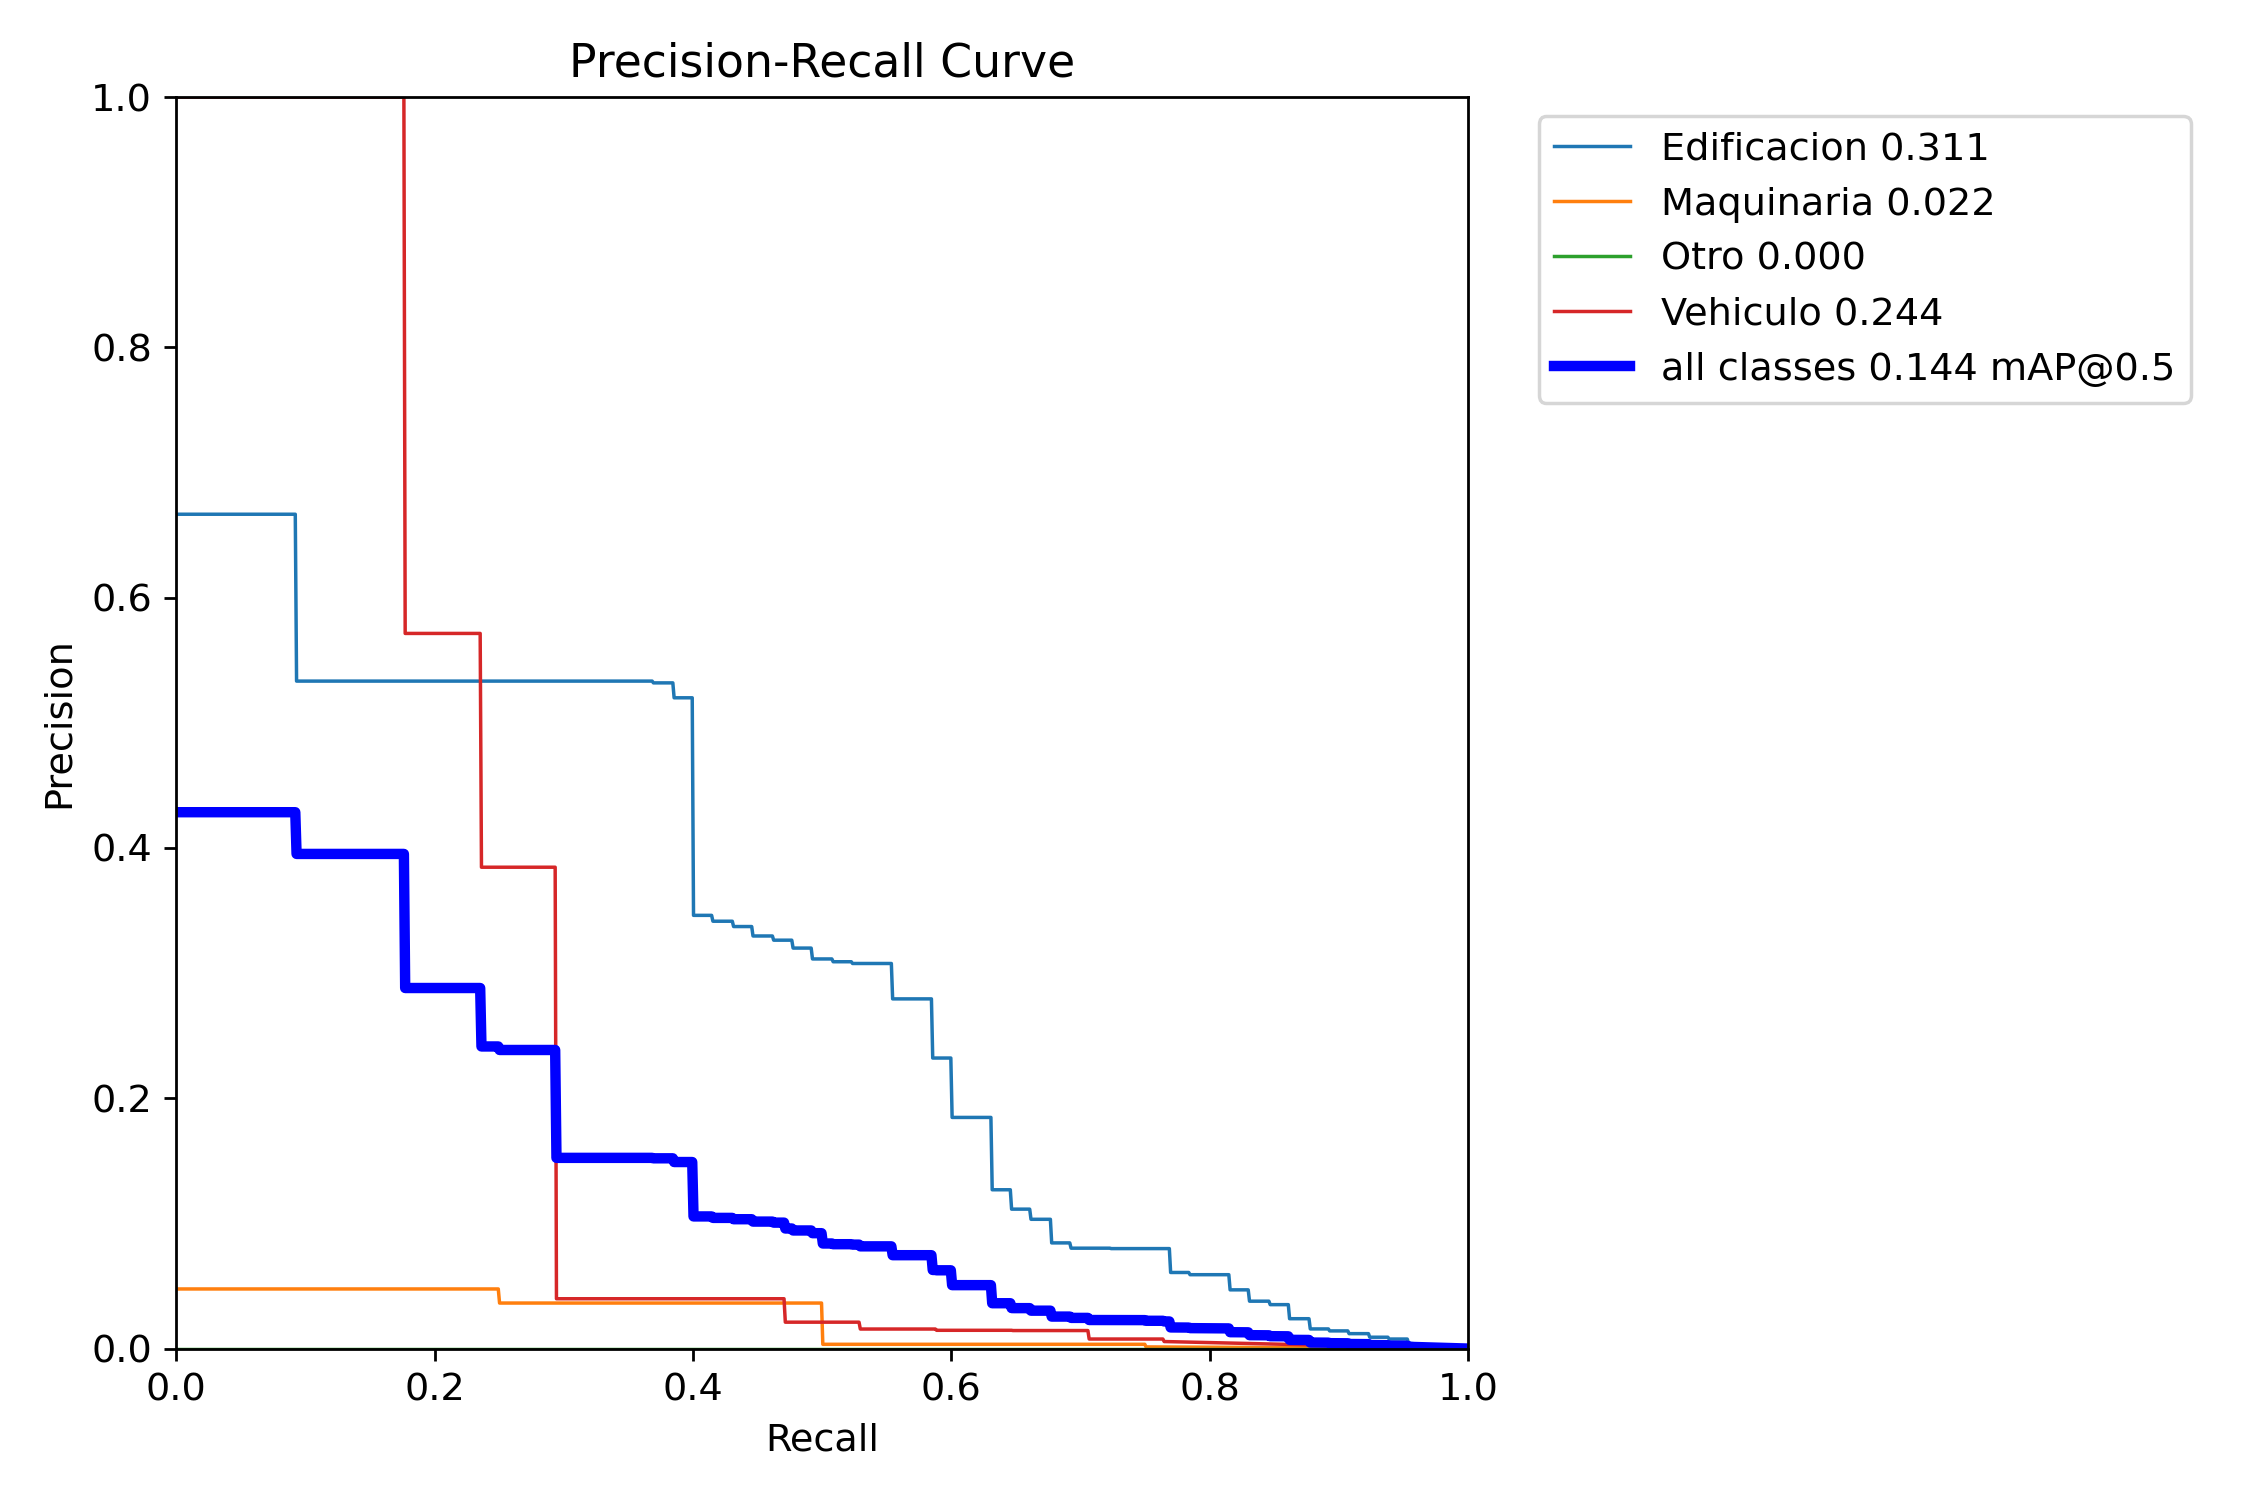 Precision-Recall Curve
1.0
0.8
0.6
0.4
0.2
0.0
Precision
0.0 0.2 0.4 0.6 0.8 1.0
Recall
Edificacion 0.311
Maquinaria 0.022
Otro 0.000
Vehiculo 0.244
all classes 0.144 mAP@0.5